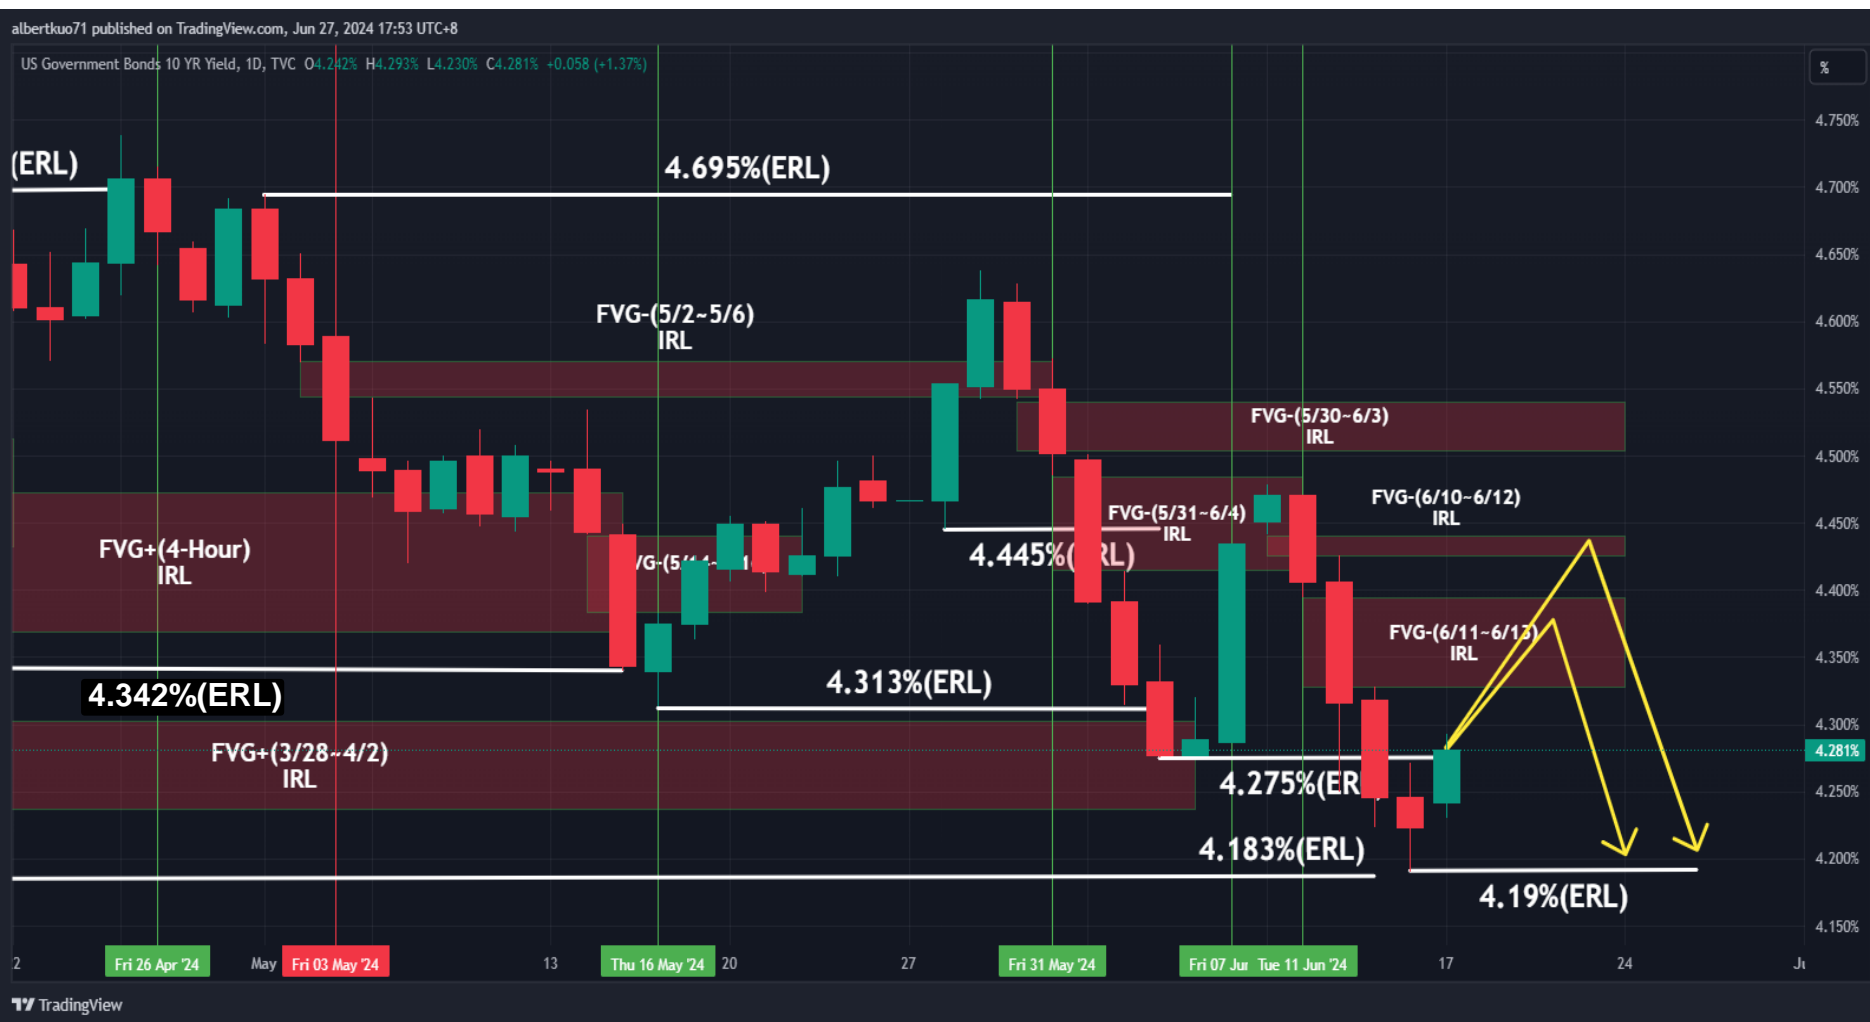 albertkuo71 published on TradingView.com, Jun 27, 2024 17:53 UTC+8
US Government Bonds 10 YR Yield, 1D, TVC O4.242% H4.293% L4.230% C4.281% +0.058 (+1.37%)
%
4.750%
(ERL)
4.695%(ERL)
4.700%
4.650%
FVG-(5/2~5/6)
IRL
4.600%
4.550%
FVG-(5/30~6/3)
IRL
4.500%
FVG-(6/10~6/12)
IRL
FVG-(5/31~6/4)
IRL
4.450%
FVG+(4-Hour)
IRL
4.445%(ERL)
4.400%
FVG-(6/11~6/13)
IRL
4.350%
4.342%(ERL)
4.313%(ERL)
4.300%
FVG+(3/28~4/2)
IRL
4.281%
4.275%(ER
4.250%
4.183%(ERL)
4.200%
4.19%(ERL)
4.150%
2 Fri 26 Apr '24 May Fri 03 May '24 13 Thu 16 May '24 20 27 Fri 31 May '24 Fri 07 Jun Tue 11 Jun '24 17 24
TradingView